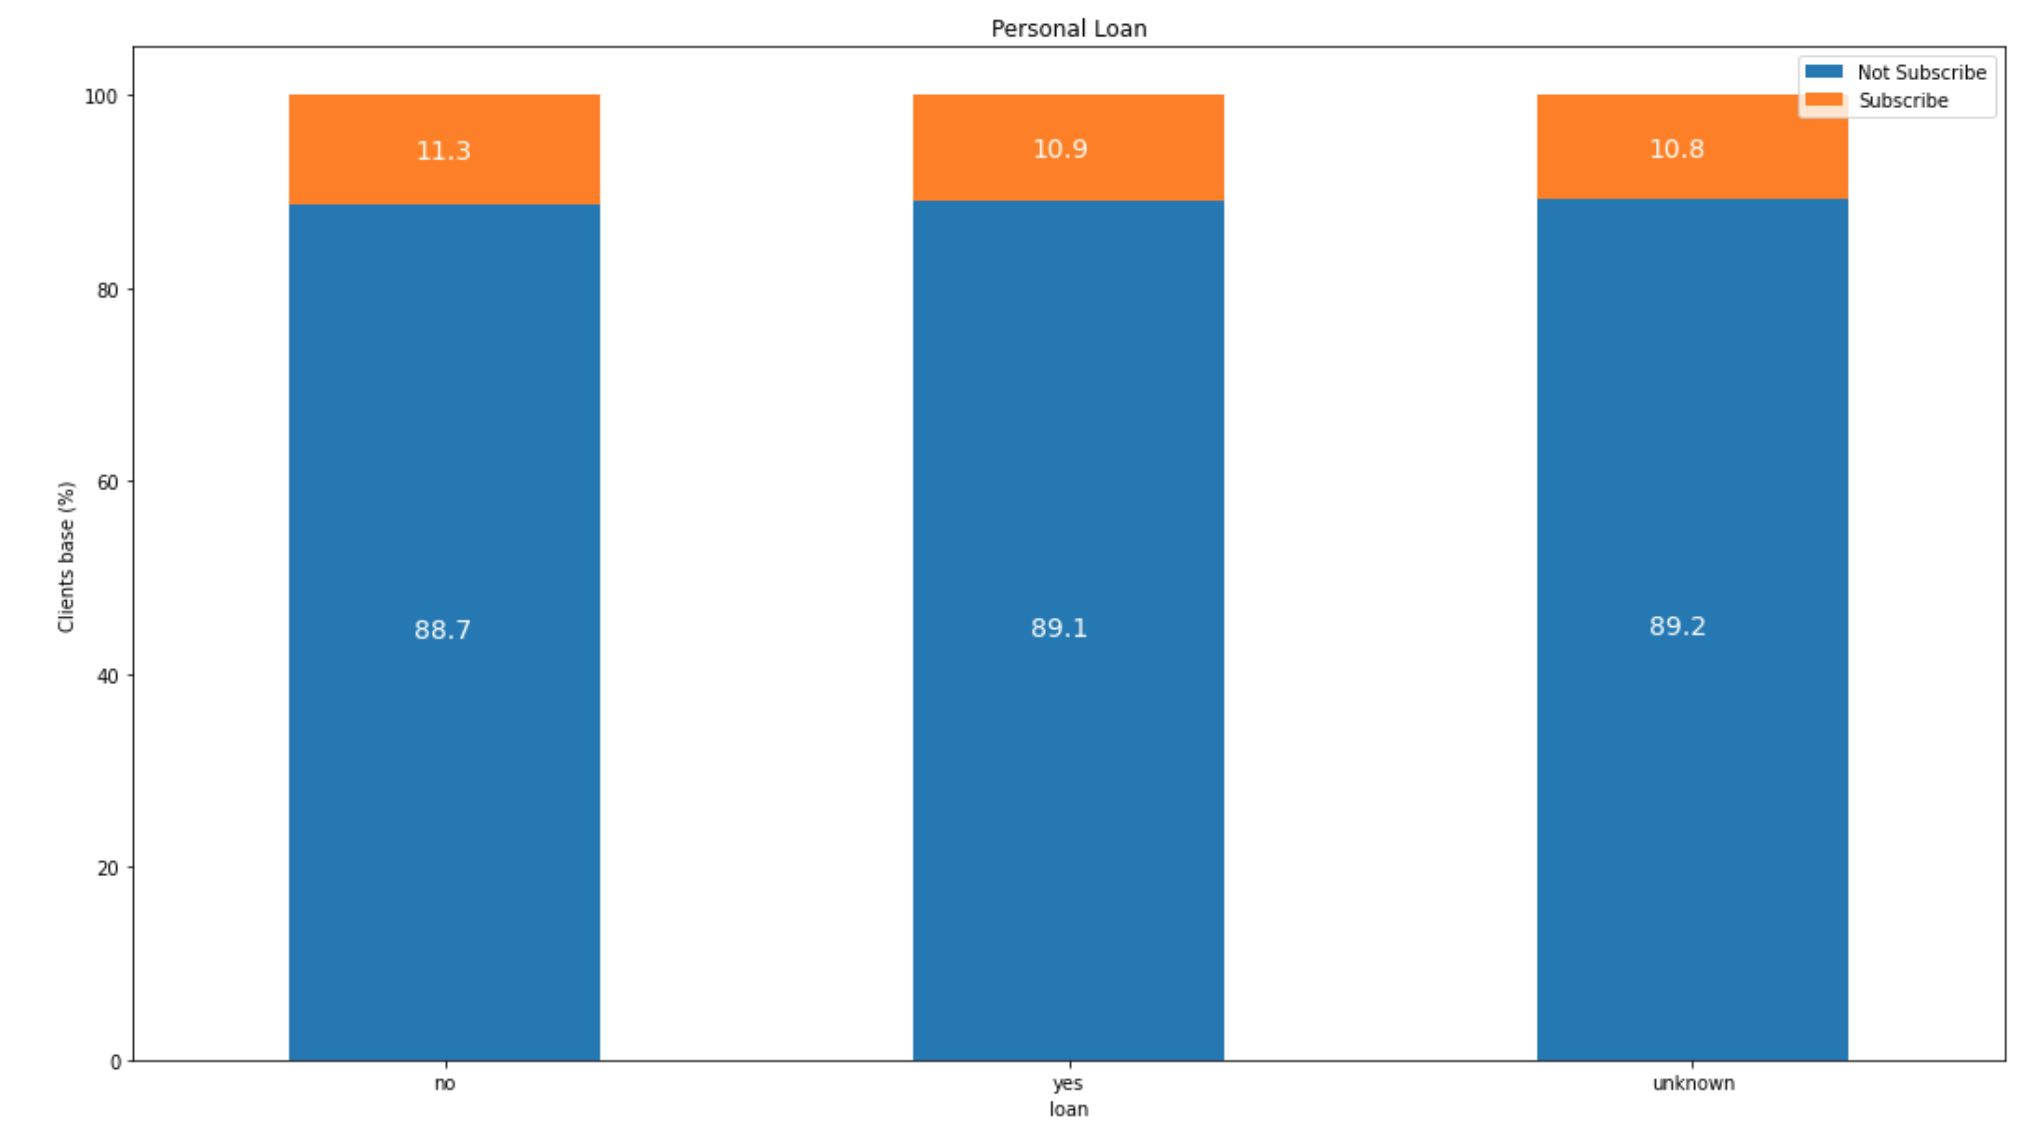 Personal Loan
Not Subscribe
Subscribe
100
80
60
40
20
0
Clients base (%)
11.3
10.9
10.8
88.7
89.1
89.2
no
yes
unknown
loan